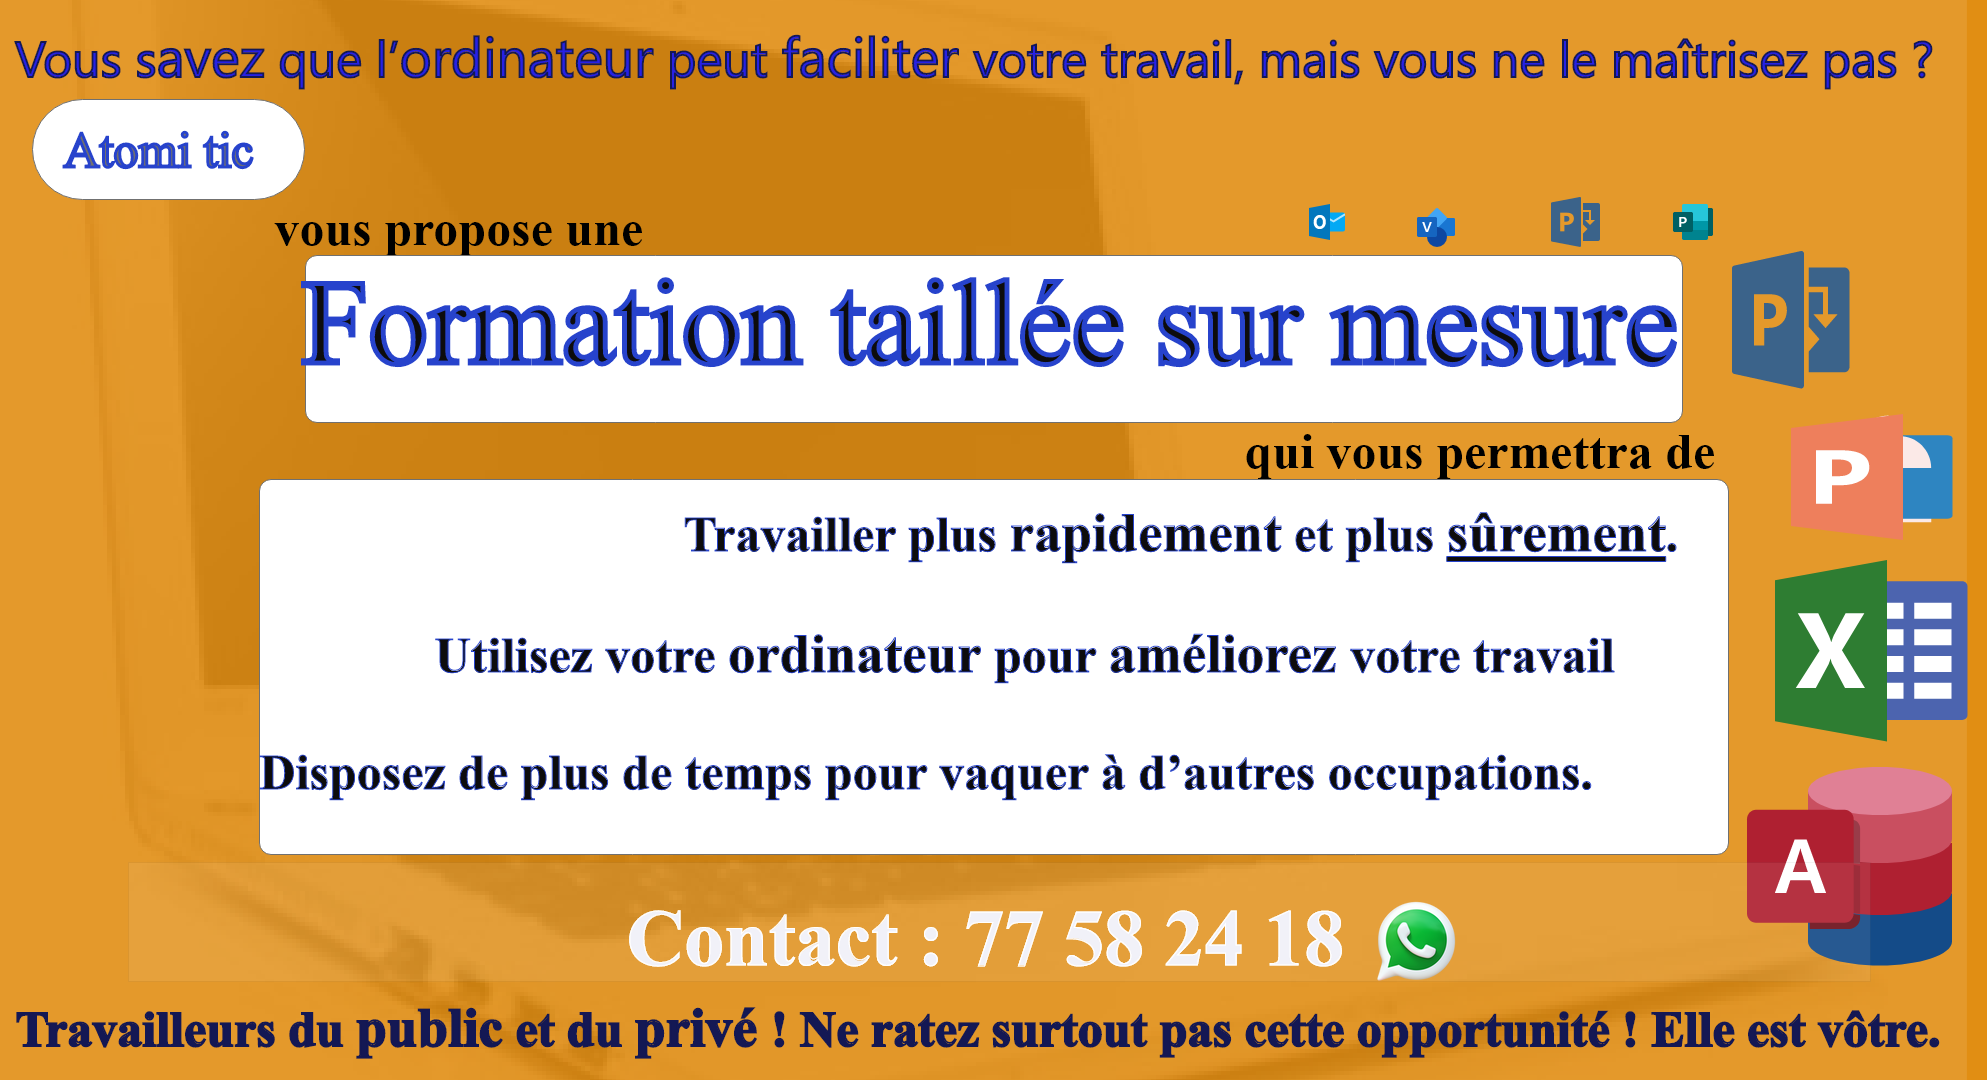 Vous savez que l’ordinateur peut faciliter votre travail, mais vous ne le maîtrisez pas ?
Atomi tic
vous propose une
O
V
P
P
Formation taillée sur mesure
P
qui vous permettra de
P
Travailler plus rapidement et plus sûrement.
X
Utilisez votre ordinateur pour améliorez votre travail
Disposez de plus de temps pour vaquer à d’autres occupations.
A
Contact : 77 58 24 18
Travailleurs du public et du privé ! Ne ratez surtout pas cette opportunité ! Elle est vôtre.